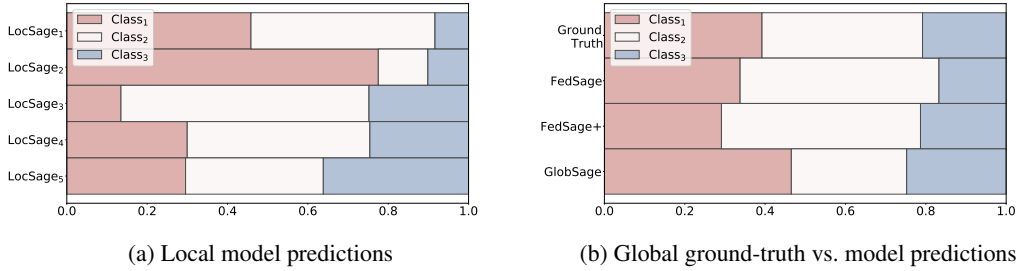 Class₁
Class₂
Class₃
LocSage₁
LocSage₂
LocSage₃
LocSage₄
LocSage₅
0.0 0.2 0.4 0.6 0.8 1.0
(a) Local model predictions
Class₁
Class₂
Class₃
Ground
Truth
FedSage
FedSage+
GlobSage
0.0 0.2 0.4 0.6 0.8 1.0
(b) Global ground-truth vs. model predictions